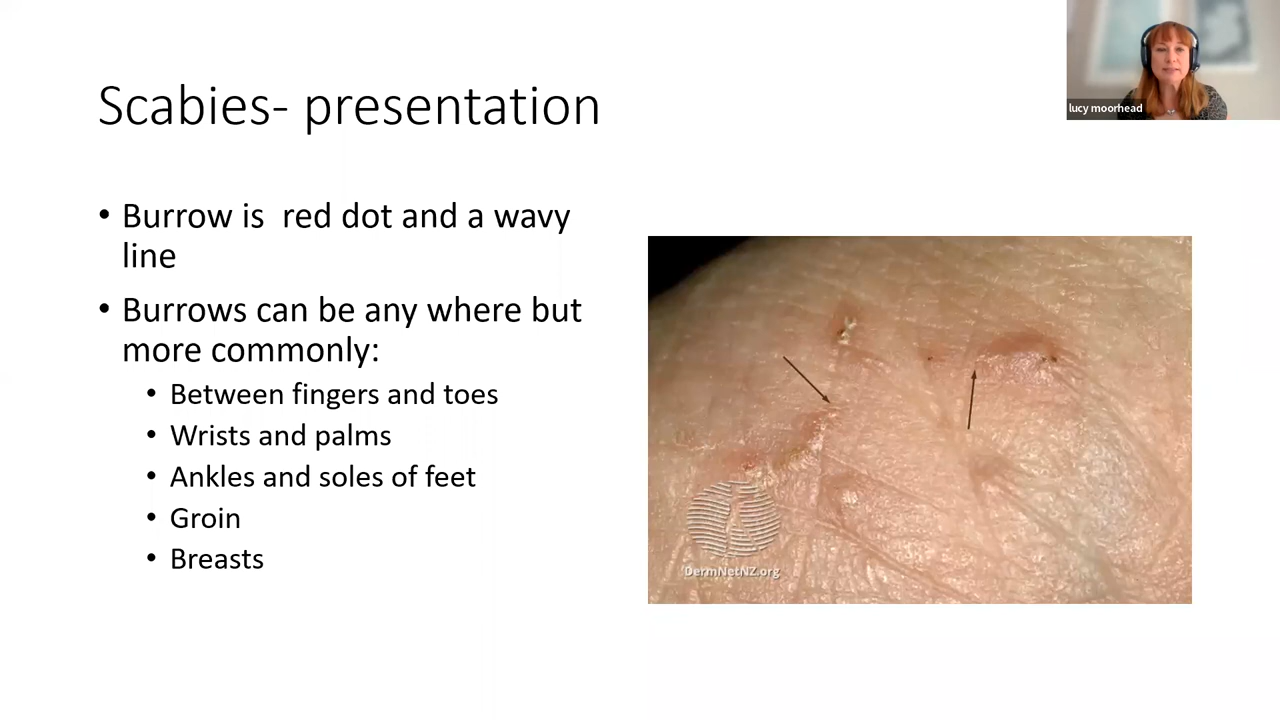 lucy moorhead
Scabies- presentation
• Burrow is  red dot and a wavy
line
• Burrows can be any where but
more commonly:
• Between fingers and toes
• Wrists and palms
• Ankles and soles of feet
• Groin
• Breasts
DermNetNZ.org